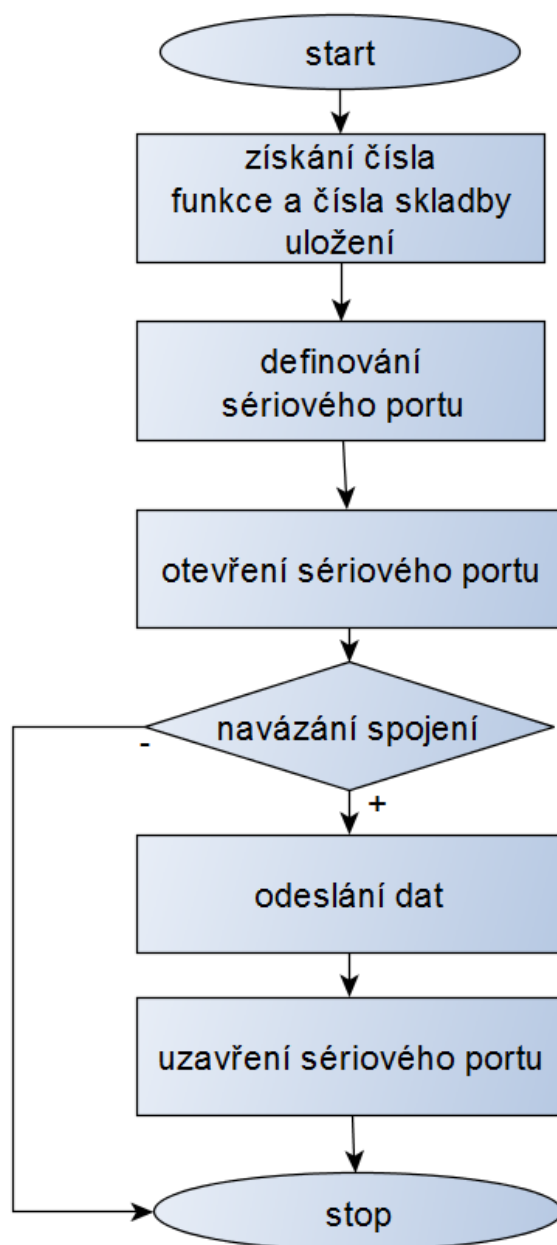 start
získání čísla
funkce a čísla skladby
uložení
definování
sériového portu
otevření sériového portu
navázání spojení
-
+
odeslání dat
uzavření sériového portu
stop